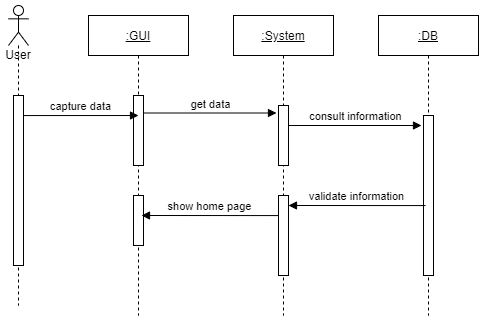 :GUI
:System
:DB
User
capture data
get data
consult information
validate information
show home page